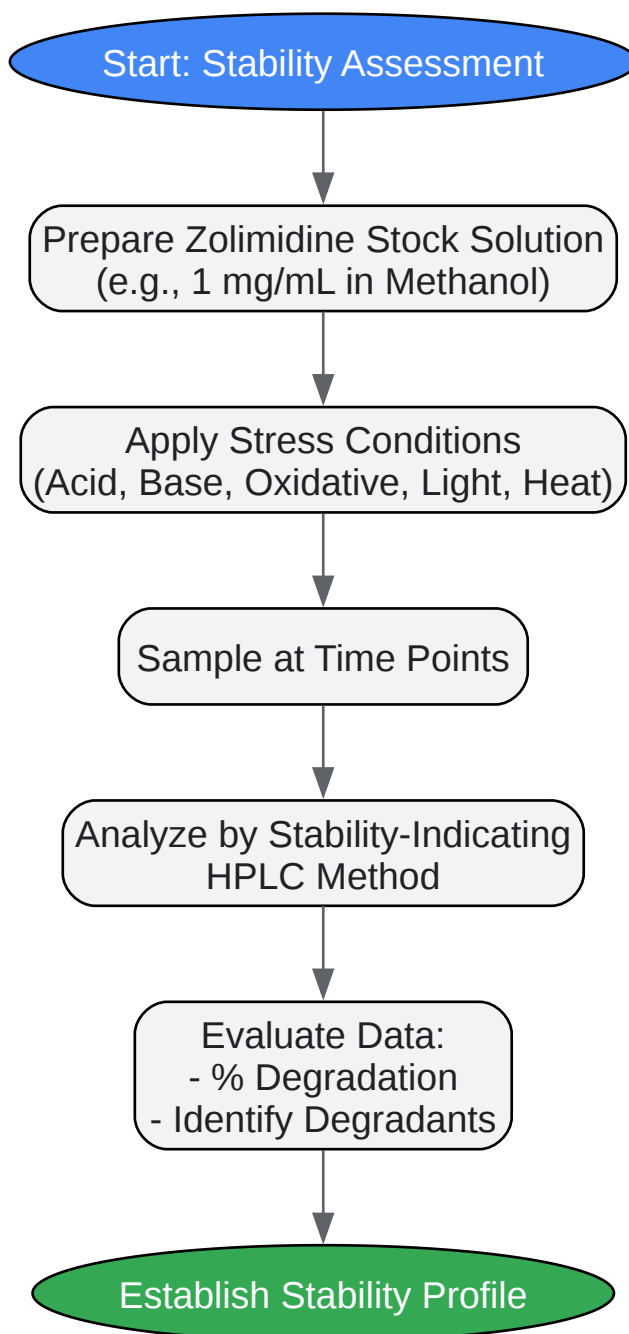 Start: Stability Assessment
Prepare Zolimidine Stock Solution
(e.g., 1 mg/mL in Methanol)
Apply Stress Conditions
(Acid, Base, Oxidative, Light, Heat)
Sample at Time Points
Analyze by Stability-Indicating
HPLC Method
Evaluate Data:
- % Degradation
- Identify Degradants
Establish Stability Profile